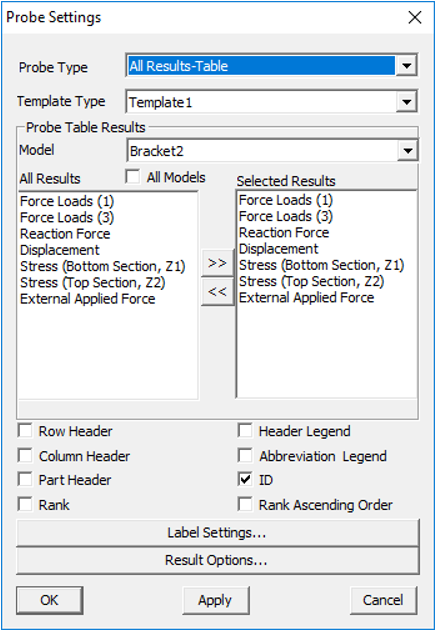 Probe Settings
Probe Type All Results-Table
Template Type Template1
Probe Table Results
Model Bracket2
All Results All Models Selected Results
Force Loads (1) Force Loads (1)
Force Loads (3) Force Loads (3)
Reaction Force Reaction Force
Displacement Displacement
Stress (Bottom Section, Z1) >> Stress (Bottom Section, Z1)
Stress (Top Section, Z2) << Stress (Top Section, Z2)
External Applied Force External Applied Force
Row Header Header Legend
Column Header Abbreviation Legend
Part Header ID
Rank Rank Ascending Order
Label Settings...
Result Options...
OK Apply Cancel